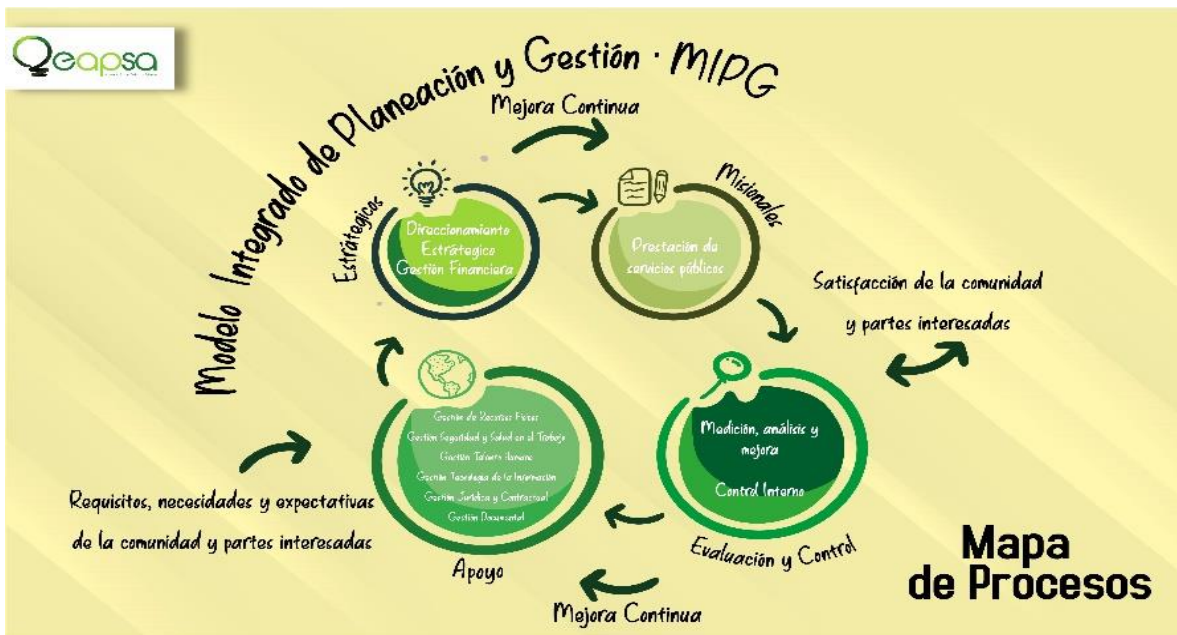 eapsa
Modelo Integrado de Planeación y Gestión · MIPG
Mejora Continua
Estrátegicos
Direccionamiento
Estrátegico
Gestión Financiera
Misionales
Prestación de
servicios públicos
Satisfacción de la comunidad
y partes interesadas
Gestión de Recursos Físicos
Gestión Seguridad y Salud en el Trabajo
Gestión Talento Humano
Gestión Tecnología de la Información
Gestión Jurídica y Contractual
Gestión Documental
Apoyo
Medición, análisis y
mejora
Control Interno
Evaluación y Control
Requisitos, necesidades y expectativas
de la comunidad y partes interesadas
Mejora Continua
Mapa
de Procesos